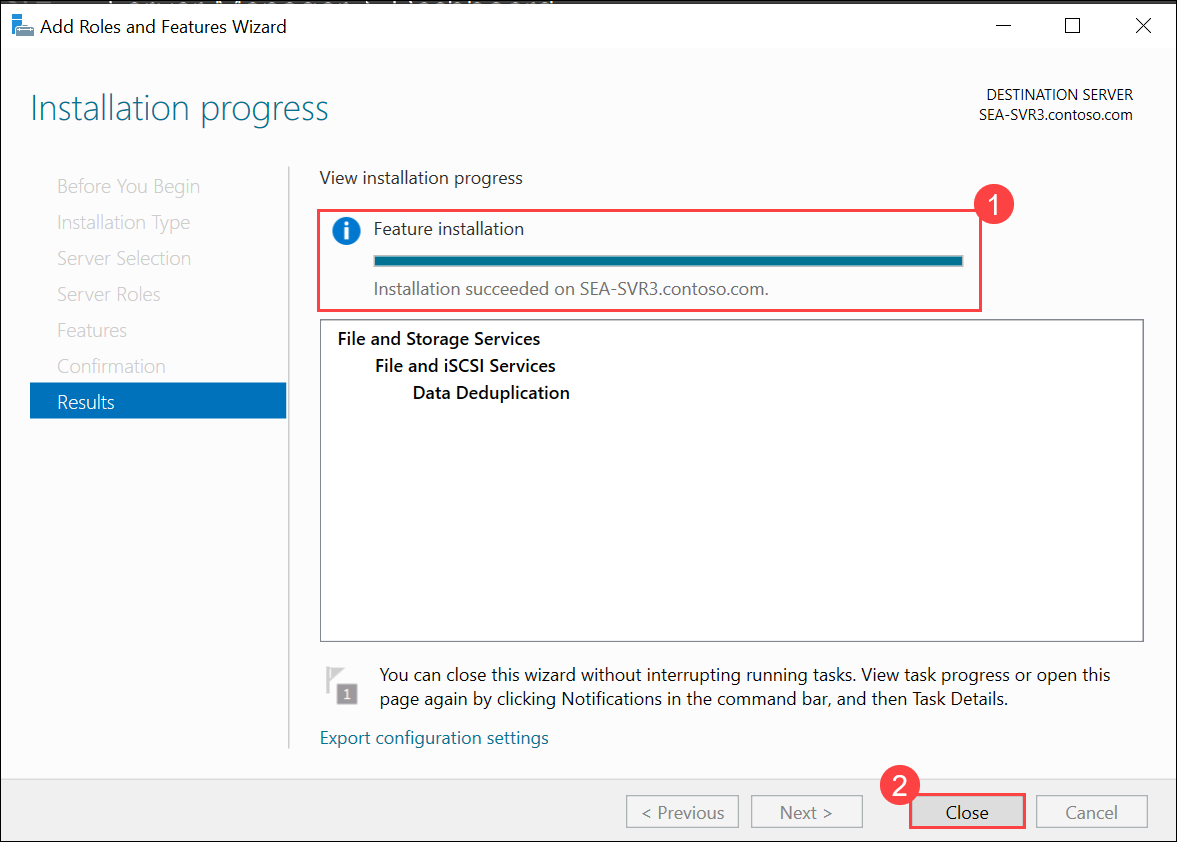 Add Roles and Features Wizard
Installation progress
DESTINATION SERVER
SEA-SVR3.contoso.com
Before You Begin
Installation Type
Server Selection
Server Roles
Features
Confirmation
Results
View installation progress
1
Feature installation
Installation succeeded on SEA-SVR3.contoso.com.
File and Storage Services
File and iSCSI Services
Data Deduplication
1
You can close this wizard without interrupting running tasks. View task progress or open this
page again by clicking Notifications in the command bar, and then Task Details.
Export configuration settings
2
< Previous
Next >
Close
Cancel